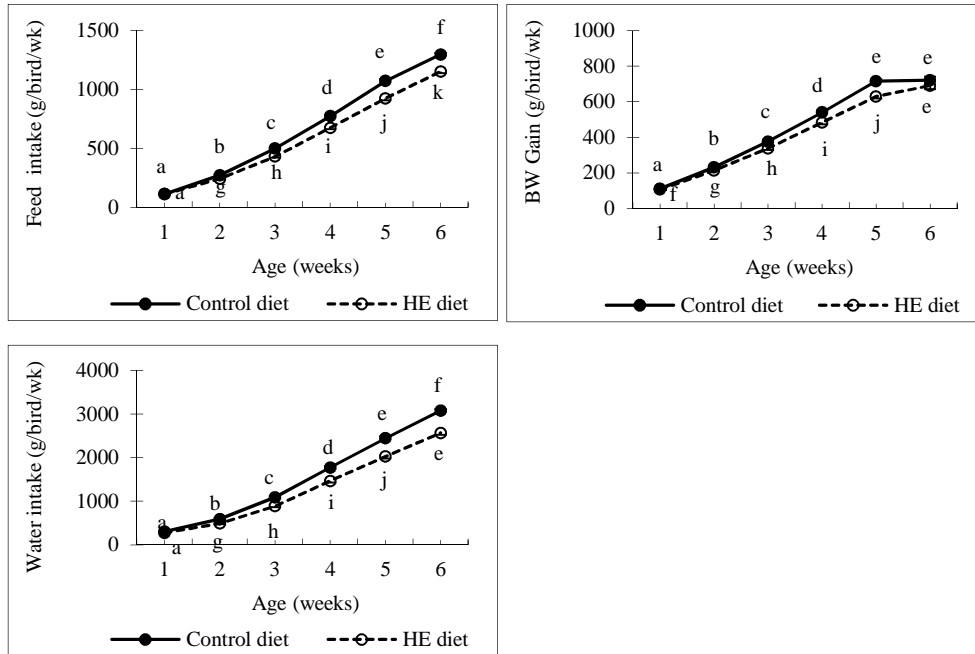 Feed intake (g/bird/wk)
1500
1000
500
0
f
e
d
c
b
a
a
g
h
i
j
k
1 2 3 4 5 6
Age (weeks)
Control diet HE diet
BW Gain (g/bird/wk)
1000
800
600
400
200
0
e e
d
c
b
a
f
g
h
i
j
e
1 2 3 4 5 6
Age (weeks)
Control diet HE diet
Water intake (g/bird/wk)
4000
3000
2000
1000
0
f
e
d
c
b
a
a
g
h
i
j
e
1 2 3 4 5 6
Age (weeks)
Control diet HE diet